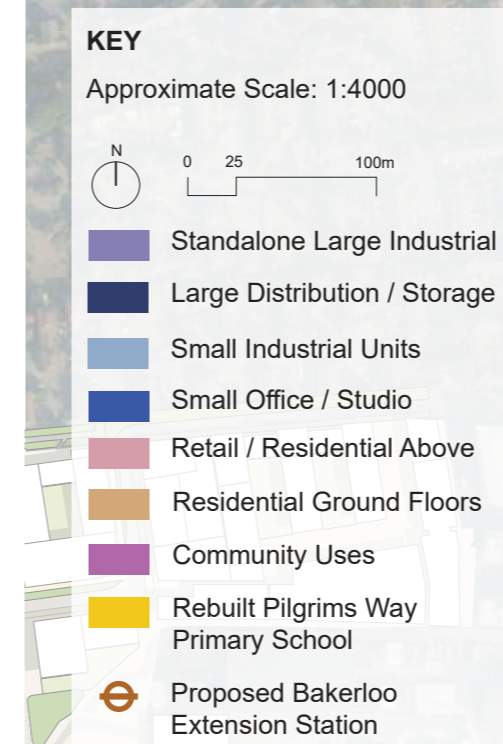 KEY
Approximate Scale: 1:4000
N
0 25 100m
Standalone Large Industrial
Large Distribution / Storage
Small Industrial Units
Small Office / Studio
Retail / Residential Above
Residential Ground Floors
Community Uses
Rebuilt Pilgrims Way
Primary School
Proposed Bakerloo
Extension Station